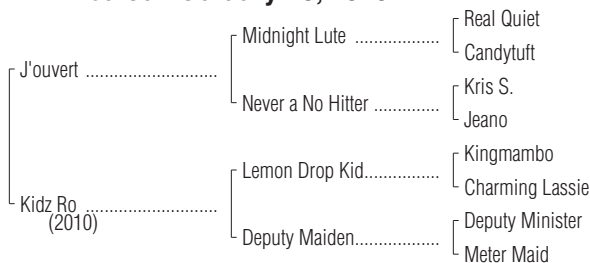 J'ouvert
Kidz Ro
(2010)
Midnight Lute
Never a No Hitter
Lemon Drop Kid
Deputy Maiden
Real Quiet
Candytuft
Kris S.
Jeano
Kingmambo
Charming Lassie
Deputy Minister
Meter Maid